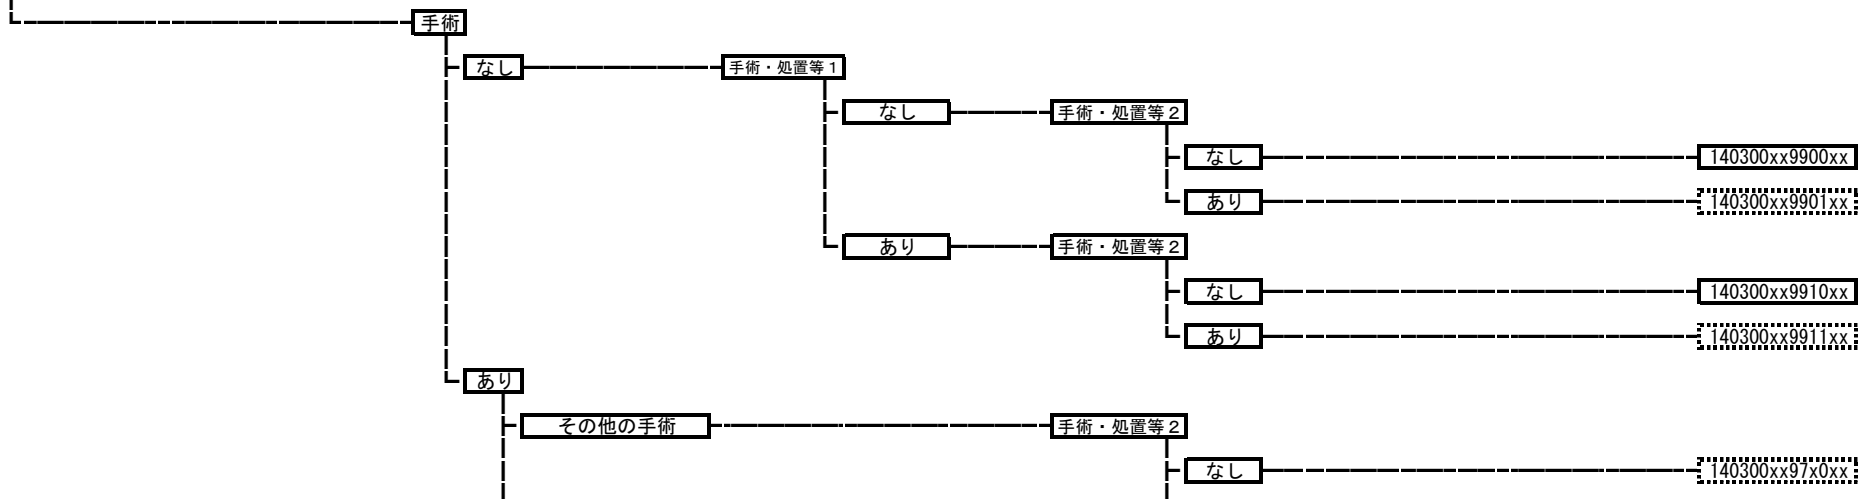 手術
なし 手術・処置等1
なし 手術・処置等2
なし 140300xx9900xx
あり 140300xx9901xx
あり 手術・処置等2
なし 140300xx9910xx
あり 140300xx9911xx
あり
その他の手術 手術・処置等2
なし 140300xx97x0xx